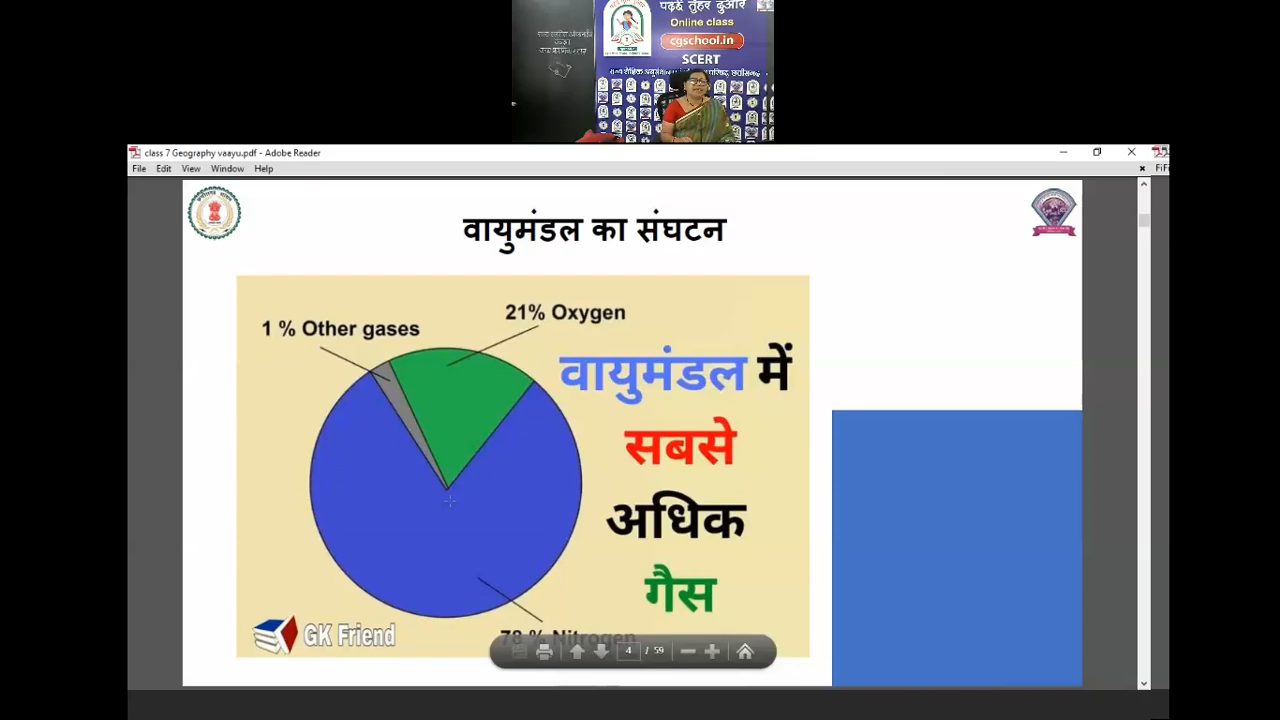 पढ़ई तुंहर दुआर
Online class
cgschool.in
SCERT
class 7 Geography vaayu.pdf - Adobe Reader
File Edit View Window Help
वायुमंडल का संघटन
21% Oxygen
1 % Other gases
वायुमंडल में
सबसे
अधिक
गैस
GK Friend
78 % Nitrogen
4 / 59